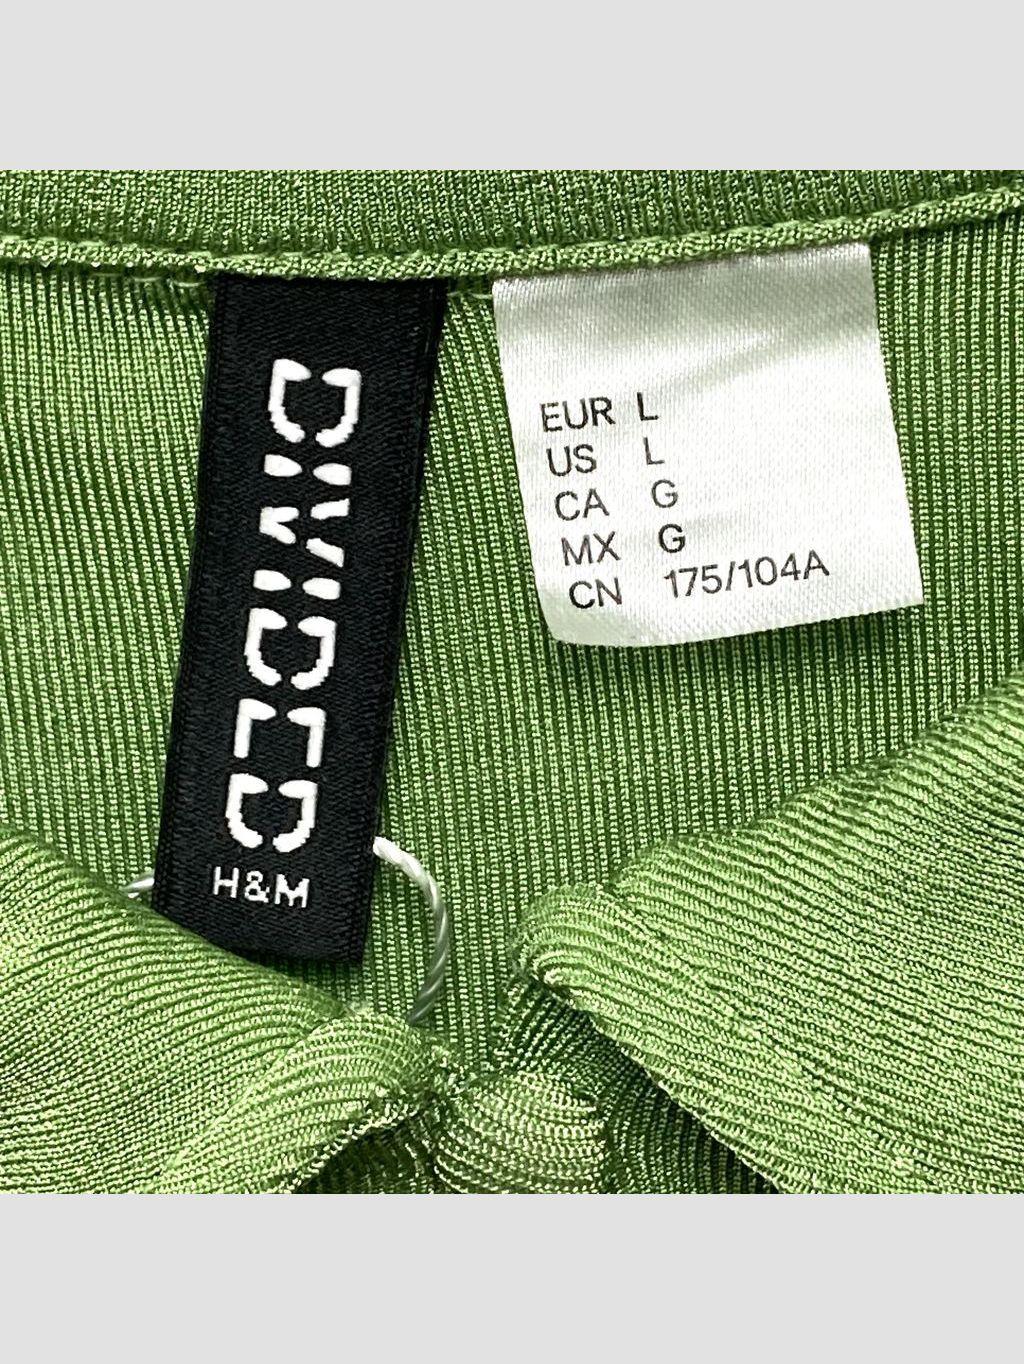 DIVIDED
H&M
EUR L
US L
CA G
MX G
CN 175/104A